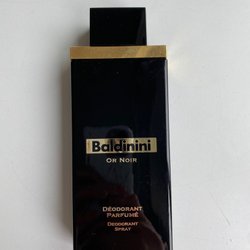 Baldinini
OR NOIR
DÉODORANT
PARFUMÉ
DEODORANT
SPRAY